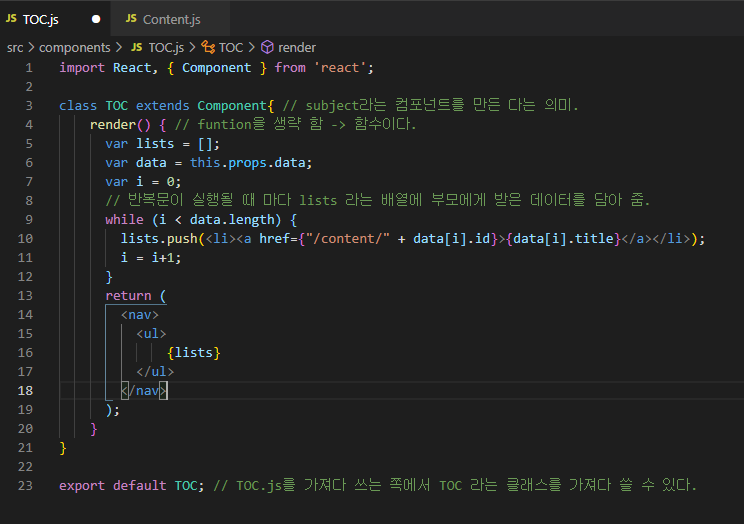 JS TOC.js ● JS Content.js
src > components > JS TOC.js > TOC > render
1 import React, { Component } from 'react';
2
3 class TOC extends Component{ // subject라는 컴포넌트를 만든 다는 의미.
4 render() { // funtion을 생략 함 -> 함수이다.
5 var lists = [];
6 var data = this.props.data;
7 var i = 0;
8 // 반복문이 실행될 때 마다 lists 라는 배열에 부모에게 받은 데이터를 담아 줌.
9 while (i < data.length) {
10 lists.push(<li><a href={"/content/" + data[i].id}>{data[i].title}</a></li>);
11 i = i+1;
12 }
13 return (
14 <nav>
15 <ul>
16 {lists}
17 </ul>
18 </nav>
19 );
20 }
21 }
22
23 export default TOC; // TOC.js를 가져다 쓰는 쪽에서 TOC 라는 클래스를 가져다 쓸 수 있다.